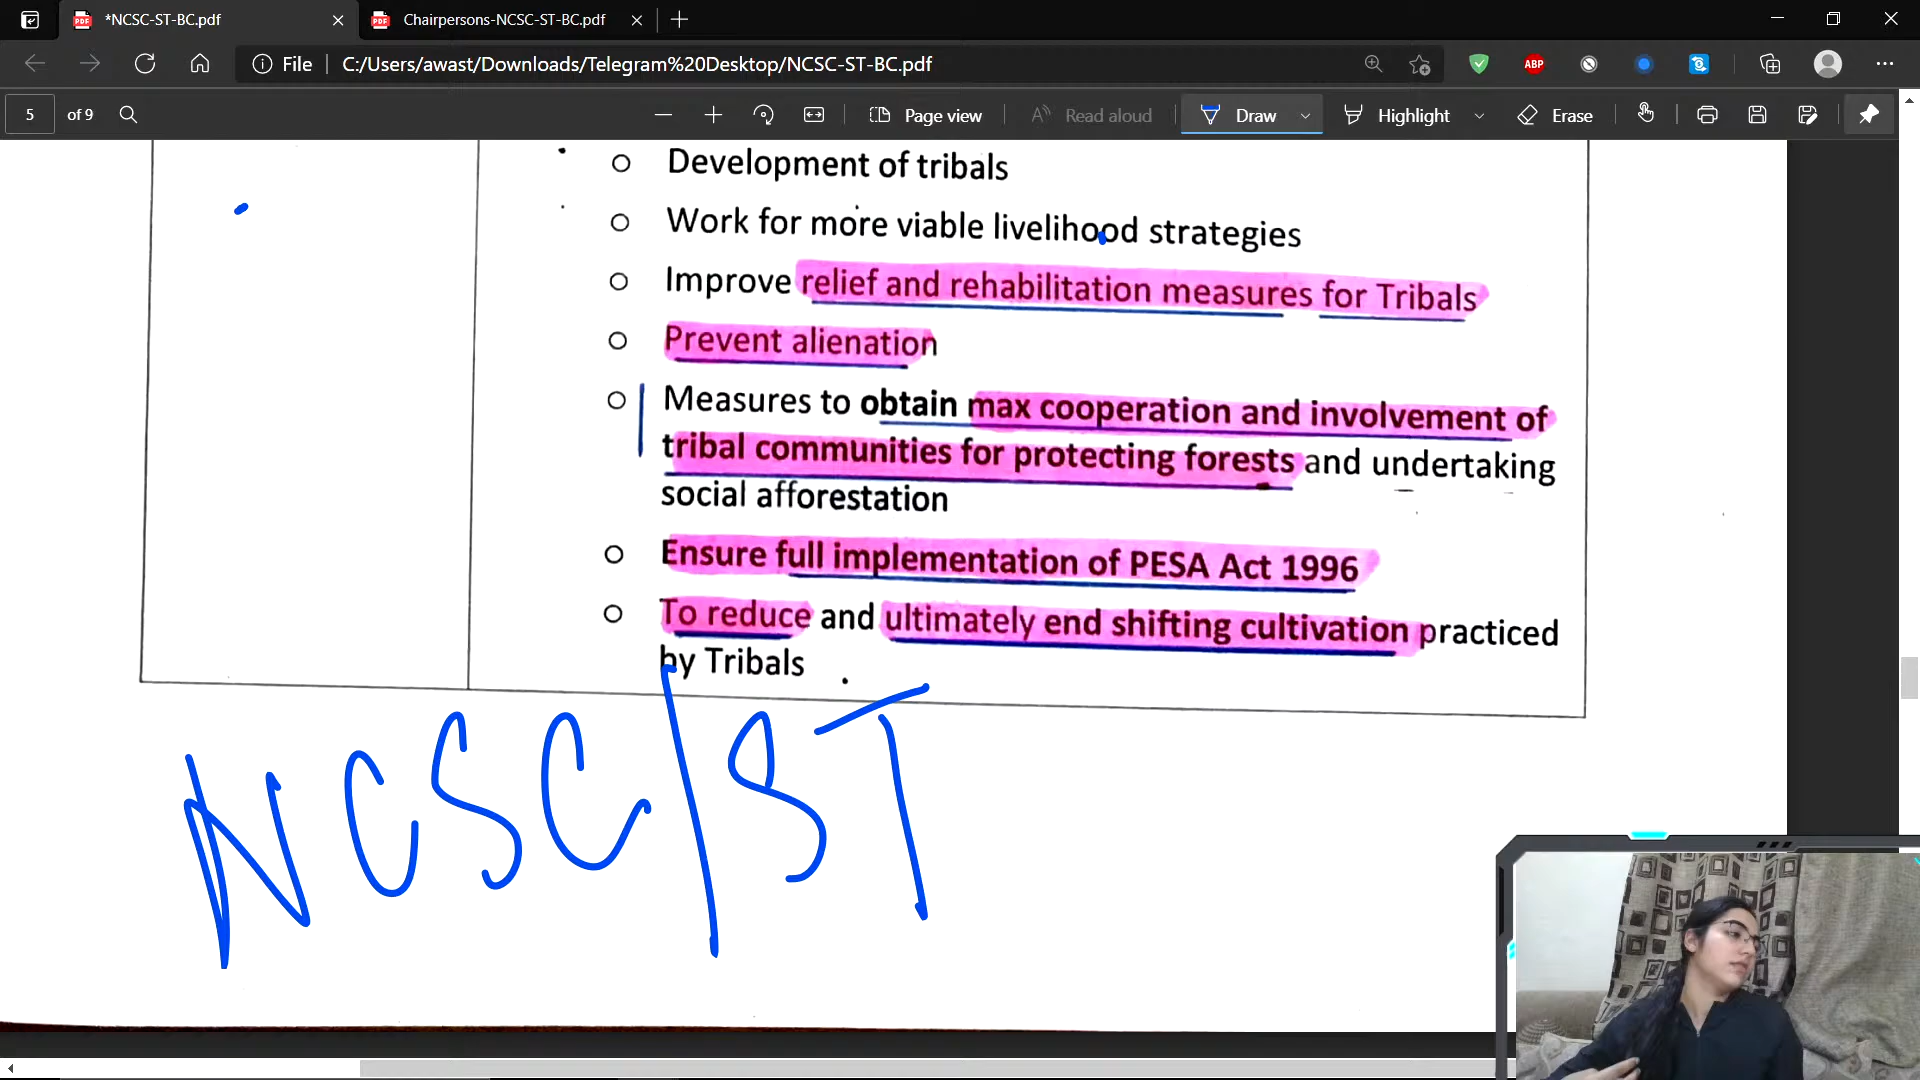 *NCSC-ST-BC.pdf
Chairpersons-NCSC-ST-BC.pdf
File
C:/Users/awast/Downloads/Telegram%20Desktop/NCSC-ST-BC.pdf
ABP
5 of 9
Page view
Read aloud
Draw
Highlight
Erase
Development of tribals
Work for more viable livelihood strategies
Improve relief and rehabilitation measures for Tribals
Prevent alienation
Measures to obtain max cooperation and involvement of
tribal communities for protecting forests and undertaking
social afforestation
Ensure full implementation of PESA Act 1996
To reduce and ultimately end shifting cultivation practiced
by Tribals
NCSC/ST